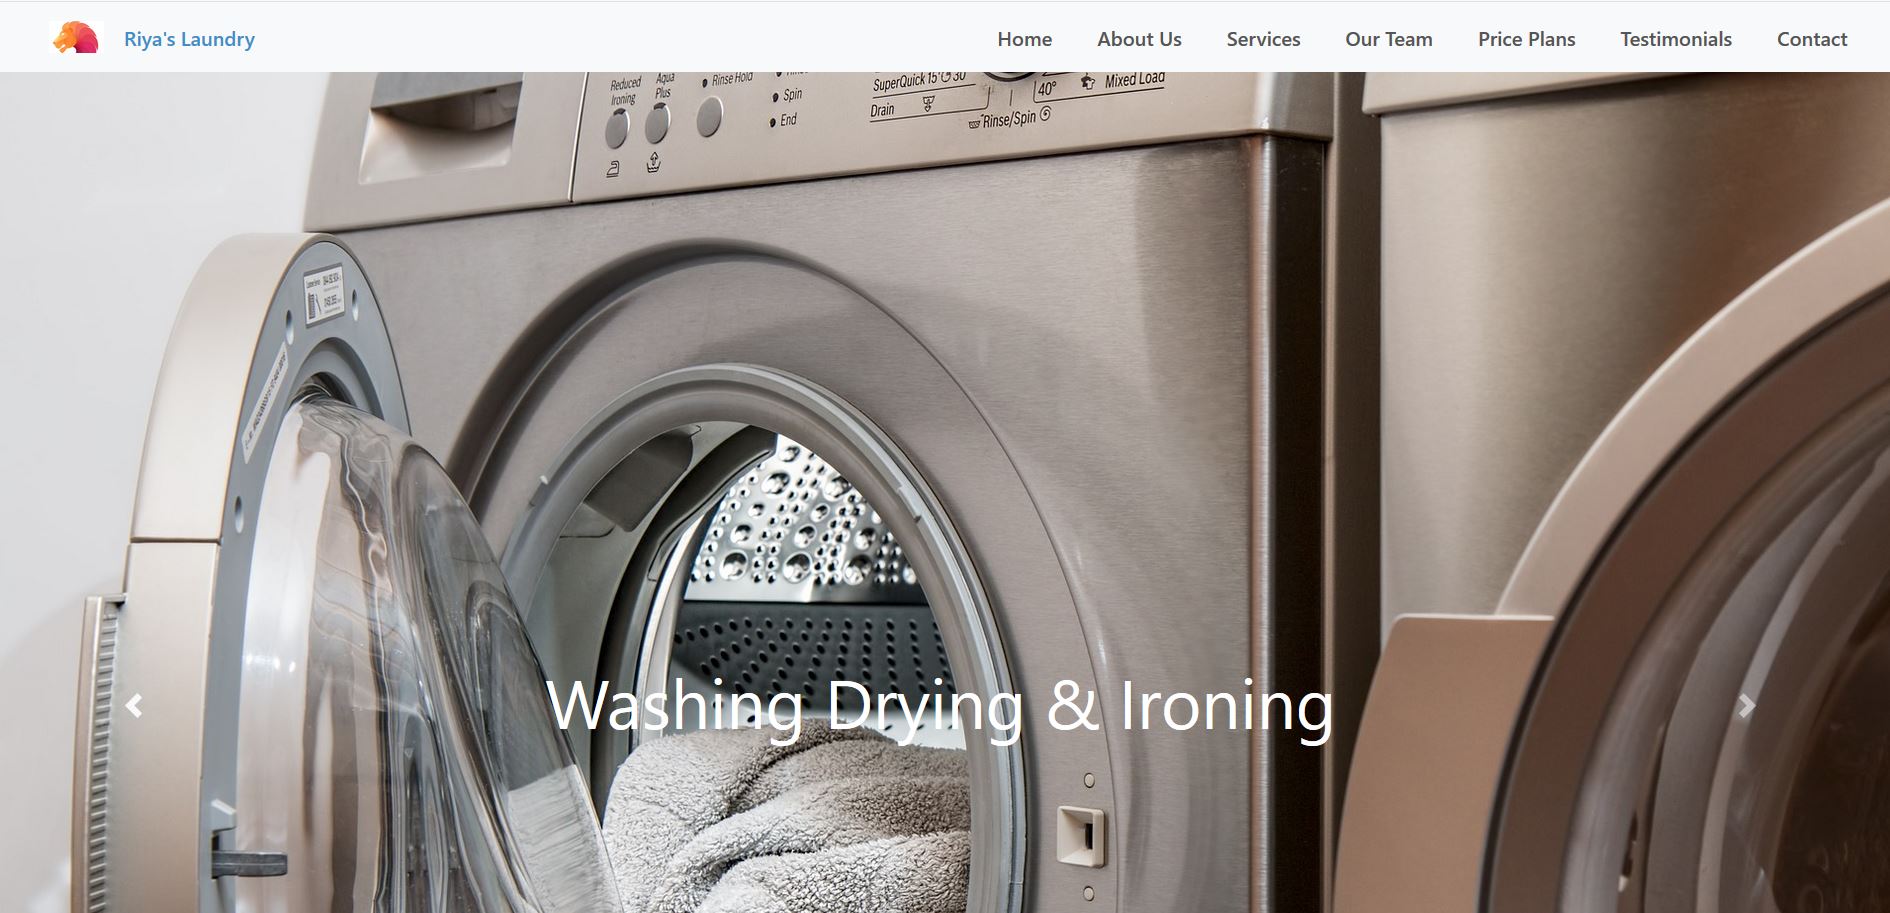 Riya's Laundry
Home About Us Services Our Team Price Plans Testimonials Contact
Reduced Ironing
Aqua Plus
Rinse Hold
Spin
End
SuperQuick 15' 30'
Drain
Rinse/Spin
40°
Mixed Load
Washing Drying & Ironing